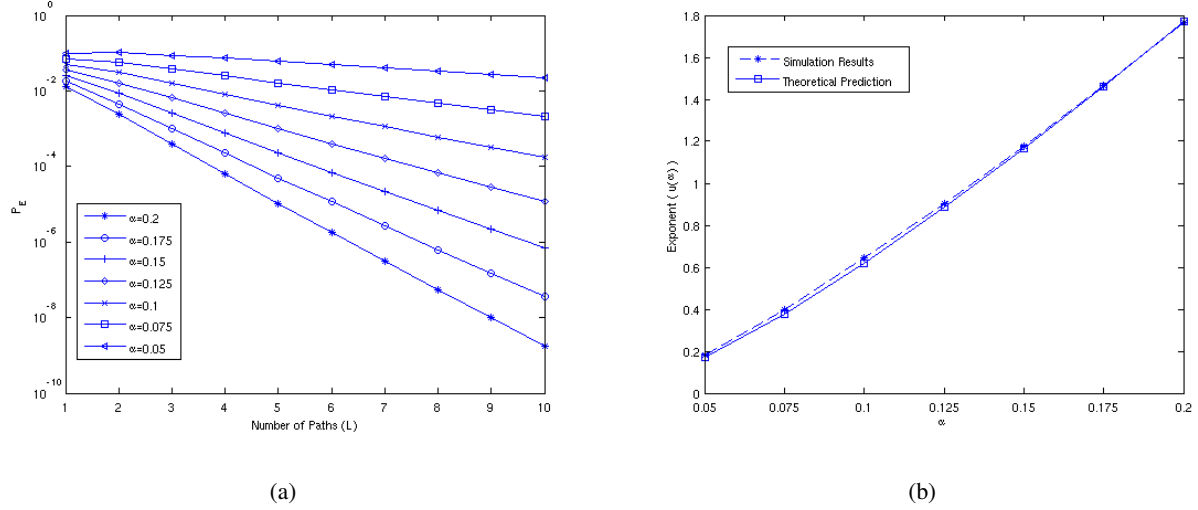 10 0
10 -2
10 -4
10 -6
10 -8
10 -10
P E
α=0.2
α=0.175
α=0.15
α=0.125
α=0.1
α=0.075
α=0.05
1 2 3 4 5 6 7 8 9 10
Number of Paths (L)
(a)
1.8
1.6
1.4
1.2
1
0.8
0.6
0.4
0.2
0
Exponent ( u(α) )
Simulation Results
Theoretical Prediction
0.05 0.075 0.1 0.125 0.15 0.175 0.2
α
(b)